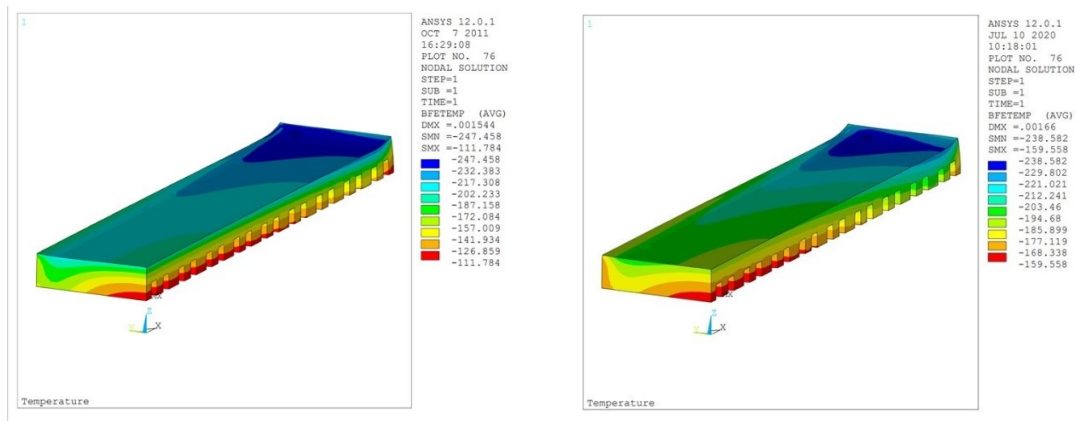 1
ANSYS 12.0.1
OCT 7 2011
16:29:08
PLOT NO. 76
NODAL SOLUTION
STEP=1
SUB =1
TIME=1
BFETEMP (AVG)
DMX =.001544
SMN =-247.458
SMX =-111.784
-247.458
-232.383
-217.308
-202.233
-187.158
-172.084
-157.009
-141.934
-126.859
-111.784
MX
Z
Y
X
Temperature
1
ANSYS 12.0.1
JUL 10 2020
10:18:01
PLOT NO. 76
NODAL SOLUTION
STEP=1
SUB =1
TIME=1
BFETEMP (AVG)
DMX =.00166
SMN =-238.582
SMX =-159.558
-238.582
-229.802
-221.021
-212.241
-203.46
-194.68
-185.899
-177.119
-168.338
-159.558
MX
Z
Y
X
Temperature